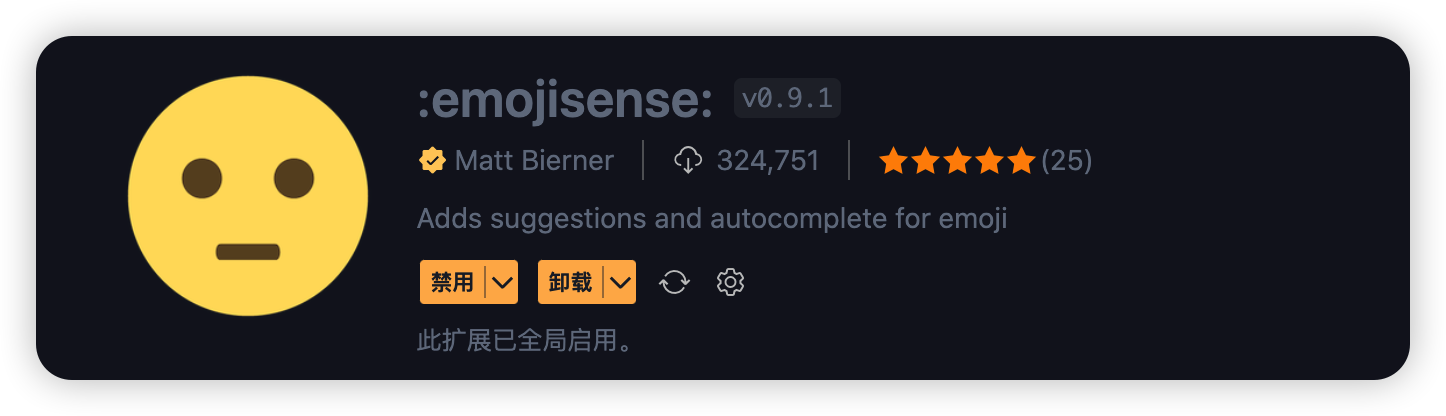 :emojisense: v0.9.1
Matt Bierner 324,751 (25)
Adds suggestions and autocomplete for emoji
禁用 卸载
此扩展已全局启用。